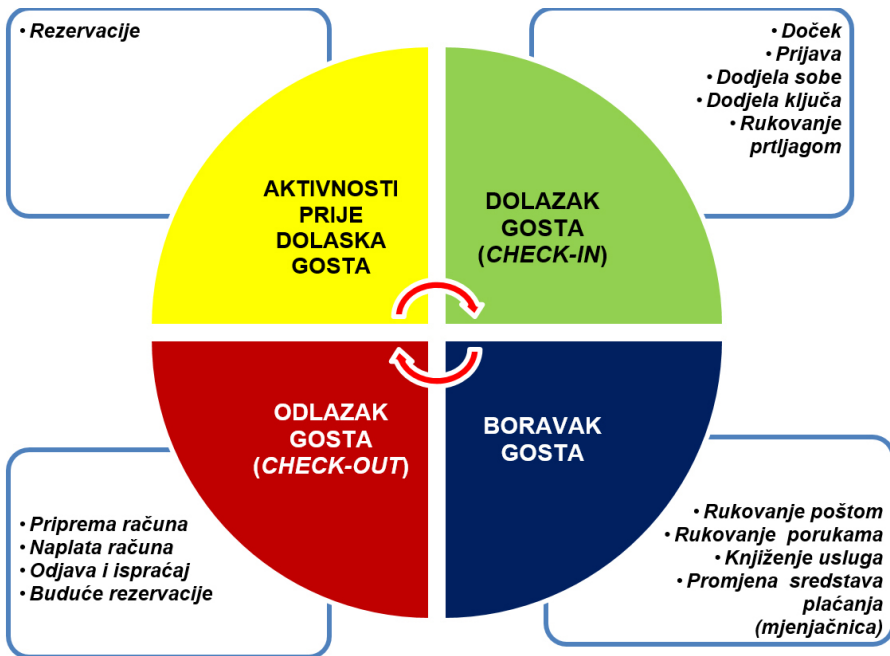 • Rezervacije
• Doček
• Prijava
• Dodjela sobe
• Dodjela ključa
• Rukovanje
prtljagom
AKTIVNOSTI
PRIJE
DOLASKA
GOSTA
DOLAZAK
GOSTA
(CHECK-IN)
ODLAZAK
GOSTA
(CHECK-OUT)
BORAVAK
GOSTA
• Priprema računa
• Naplata računa
• Odjava i ispraćaj
• Buduće rezervacije
• Rukovanje poštom
• Rukovanje porukama
• Knjiženje usluga
• Promjena sredstava
plaćanja
(mjenjačnica)